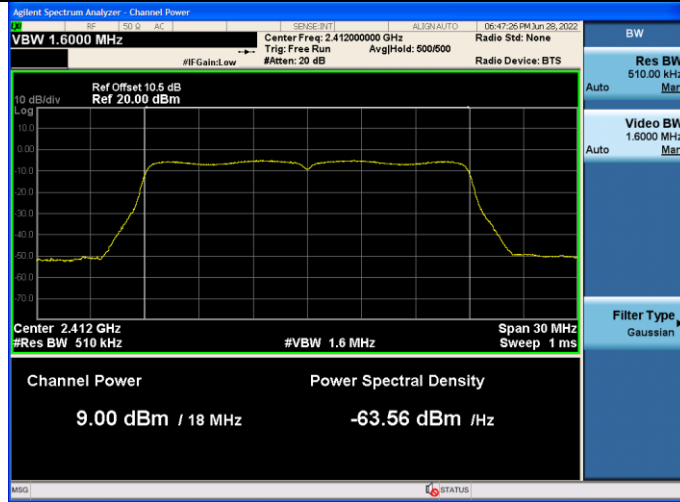 Agilent Spectrum Analyzer - Channel Power
RF 50 Ω AC SENSE:INT ALIGN AUTO 06:47:26 PM Jun 28, 2022
VBW 1.6000 MHz
Center Freq: 2.412000000 GHz Radio Std: None
Trig: Free Run Avg|Hold: 500/500
#IFGain:Low #Atten: 20 dB Radio Device: BTS
Ref Offset 10.5 dB
10 dB/div Ref 20.00 dBm
Log
10.0
0.00
-10.0
-20.0
-30.0
-40.0
-50.0
-60.0
-70.0
Center 2.412 GHz Span 30 MHz
#Res BW 510 kHz #VBW 1.6 MHz Sweep 1 ms
Channel Power Power Spectral Density
9.00 dBm / 18 MHz -63.56 dBm /Hz
MSG STATUS
BW
Res BW
510.00 kHz
Auto Man
Video BW
1.6000 MHz
Auto Man
Filter Type
Gaussian